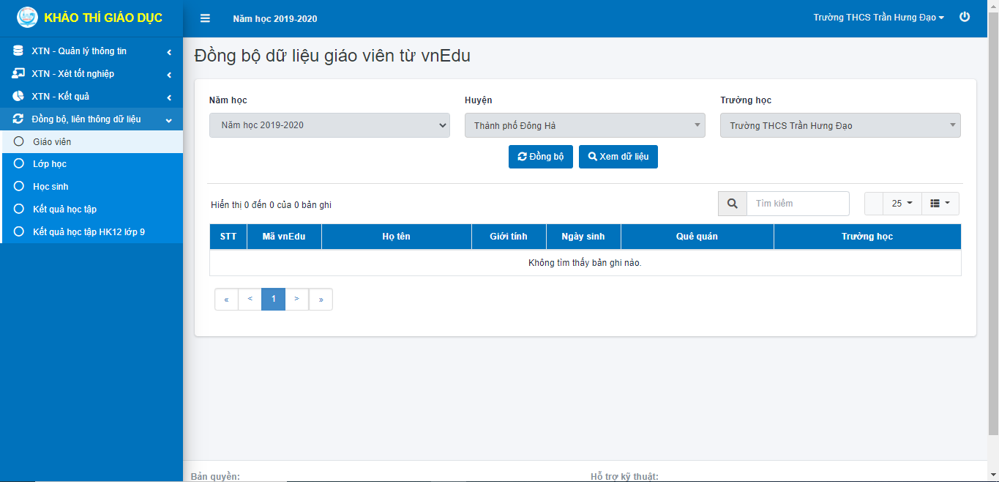 KHẢO THÍ GIÁO DỤC
Năm học 2019-2020
Trường THCS Trần Hưng Đạo
XTN - Quản lý thông tin
XTN - Xét tốt nghiệp
XTN - Kết quả
Đồng bộ, liên thông dữ liệu
Giáo viên
Lớp học
Học sinh
Kết quả học tập
Kết quả học tập HK12 lớp 9
Đồng bộ dữ liệu giáo viên từ vnEdu
Năm học Huyện Trường học
Năm học 2019-2020 Thành phố Đông Hà Trường THCS Trần Hưng Đạo
Đồng bộ Xem dữ liệu
Hiển thị 0 đến 0 của 0 bản ghi Tìm kiếm 25
STT Mã vnEdu Họ tên Giới tính Ngày sinh Quê quán Trường học
Không tìm thấy bản ghi nào.
« < 1 > »
Bản quyền: Hỗ trợ kỹ thuật: